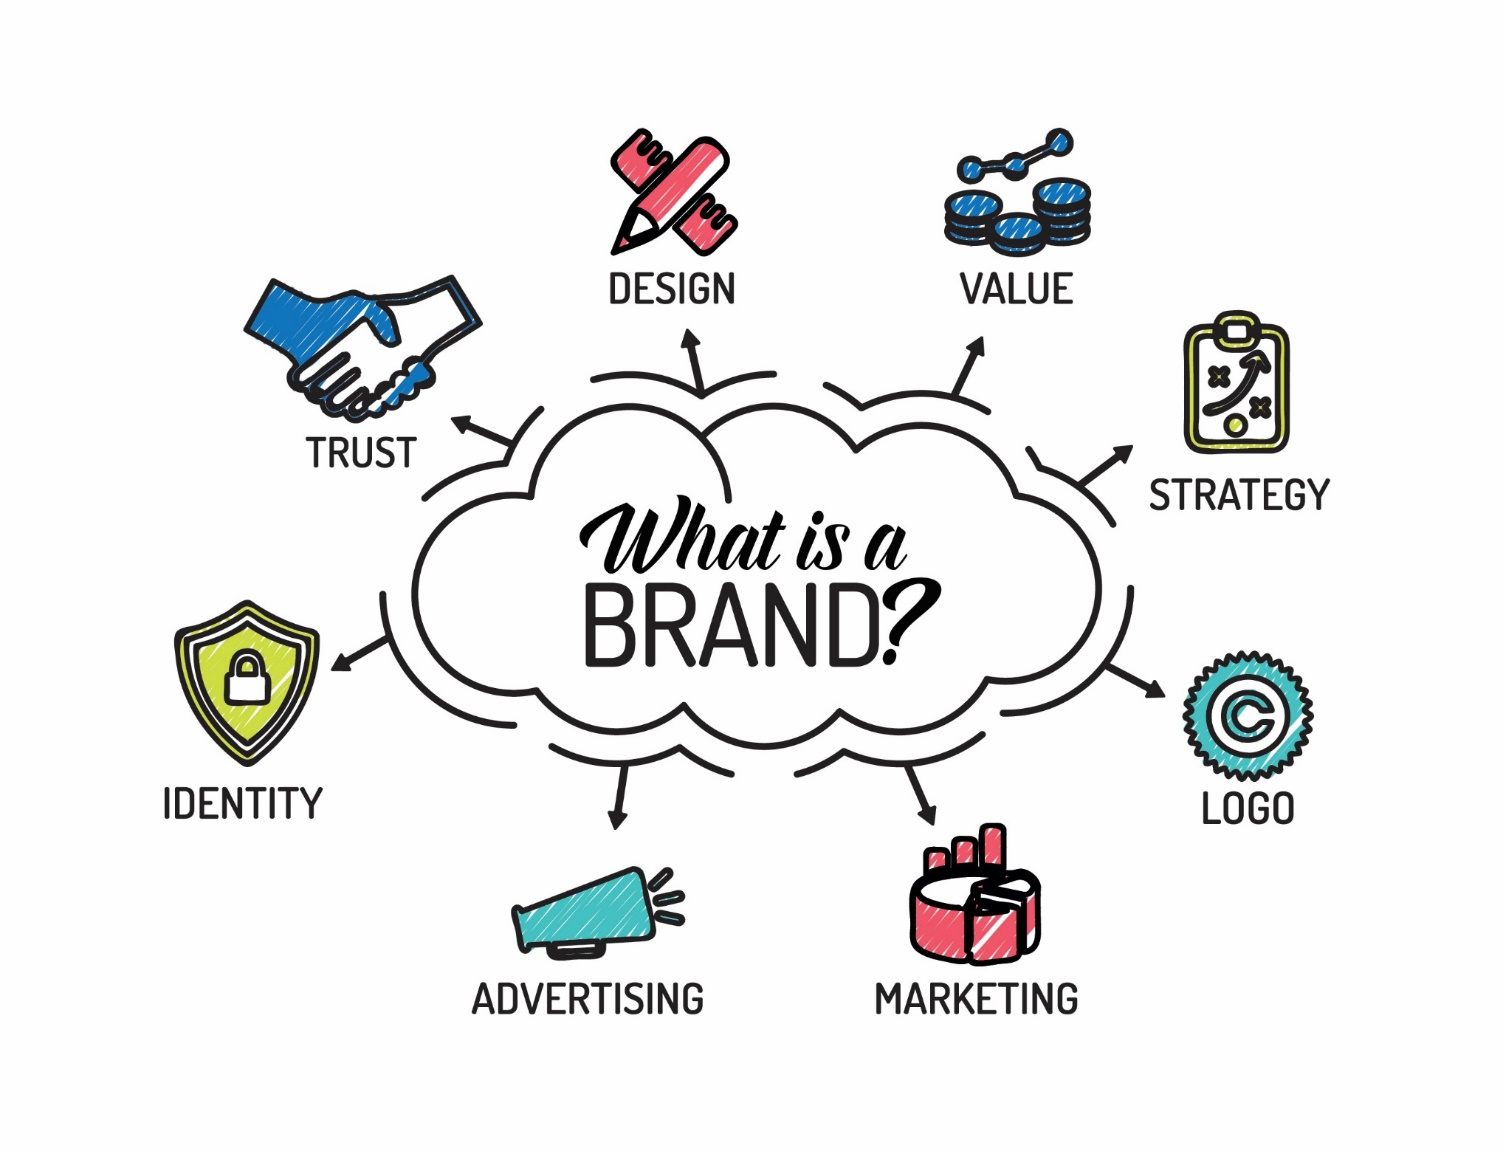 DESIGN
VALUE
TRUST
STRATEGY
What is a
BRAND?
IDENTITY
LOGO
ADVERTISING
MARKETING